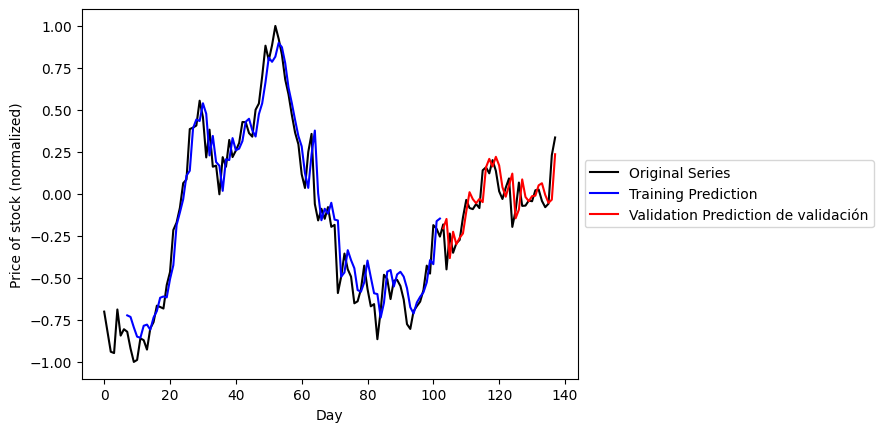 1.00
0.75
0.50
0.25
0.00
−0.25
−0.50
−0.75
−1.00
Price of stock (normalized)
0 20 40 60 80 100 120 140
Day
Original Series
Training Prediction
Validation Prediction de validación